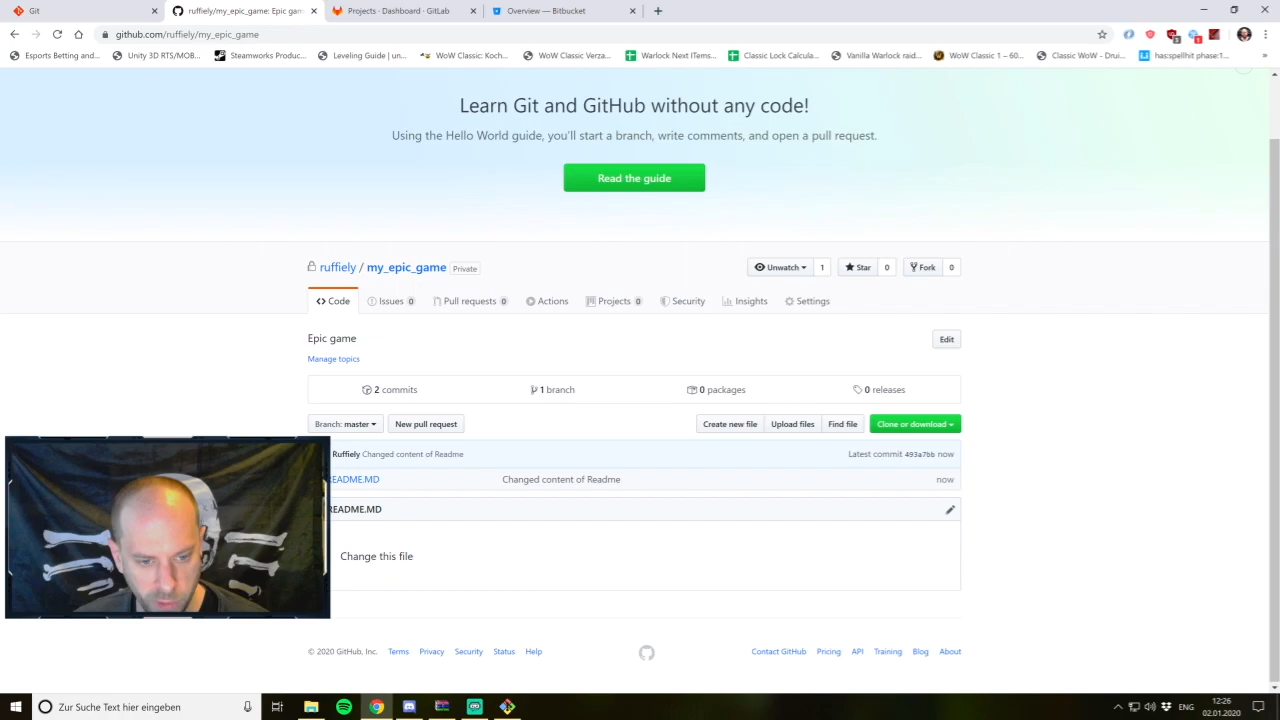 Git
ruffiely/my_epic_game: Epic gam
Projects · Dashboard · GitLab
Overview — Bitbucket
github.com/ruffiely/my_epic_game
Esports Betting and...
Unity 3D RTS/MOB...
Steamworks Produc...
Leveling Guide | un...
WoW Classic: Koch...
WoW Classic Verza...
Warlock Next ITems...
Classic Lock Calcula...
Vanilla Warlock raid...
WoW Classic 1 – 60...
Classic WoW - Drui...
has:spellhit phase:1...
Learn Git and GitHub without any code!
Using the Hello World guide, you'll start a branch, write comments, and open a pull request.
Read the guide
ruffiely / my_epic_game Private
Unwatch 1
Star 0
Fork 0
Code
Issues 0
Pull requests 0
Actions
Projects 0
Security
Insights
Settings
Epic game
Edit
Manage topics
2 commits
1 branch
0 packages
0 releases
Branch: master
New pull request
Create new file
Upload files
Find file
Clone or download
Ruffiely Changed content of Readme
Latest commit 493a7bb now
EADME.MD
Changed content of Readme
now
README.MD
Change this file
© 2020 GitHub, Inc.
Terms
Privacy
Security
Status
Help
Contact GitHub
Pricing
API
Training
Blog
About
Zur Suche Text hier eingeben
ENG
12:26
02.01.2020